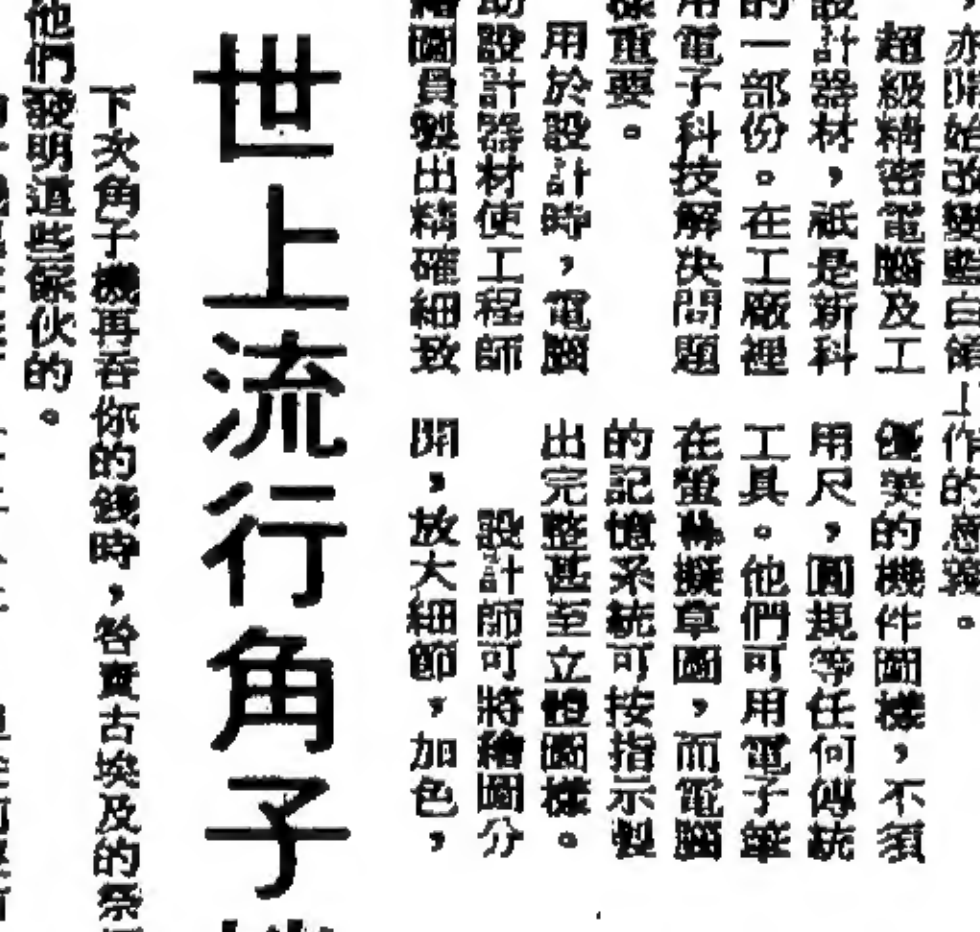 ，亦開始改變藍白領工作的意義。
超級精密電腦及工
設計器材，祇是新科
的一部份。在工廠裡
用電子科技解决問題
樣重要。
用於設計時，電腦
助設計器材使工程師
繪圖員製出精確細致
優美的機件圖樣，不須
用尺，圓規等任何傳統
工具。他們可用電子筆
在螢幕擬草圖，而電腦
的記憶系統可按指示製
出完整甚至立體圖樣。
設計師可將繪圖分
開，放大細節，加色，
世上流行角子
下次角子機再吞你的錢時，咎責古埃及的祭
他們發明這些傢伙的。